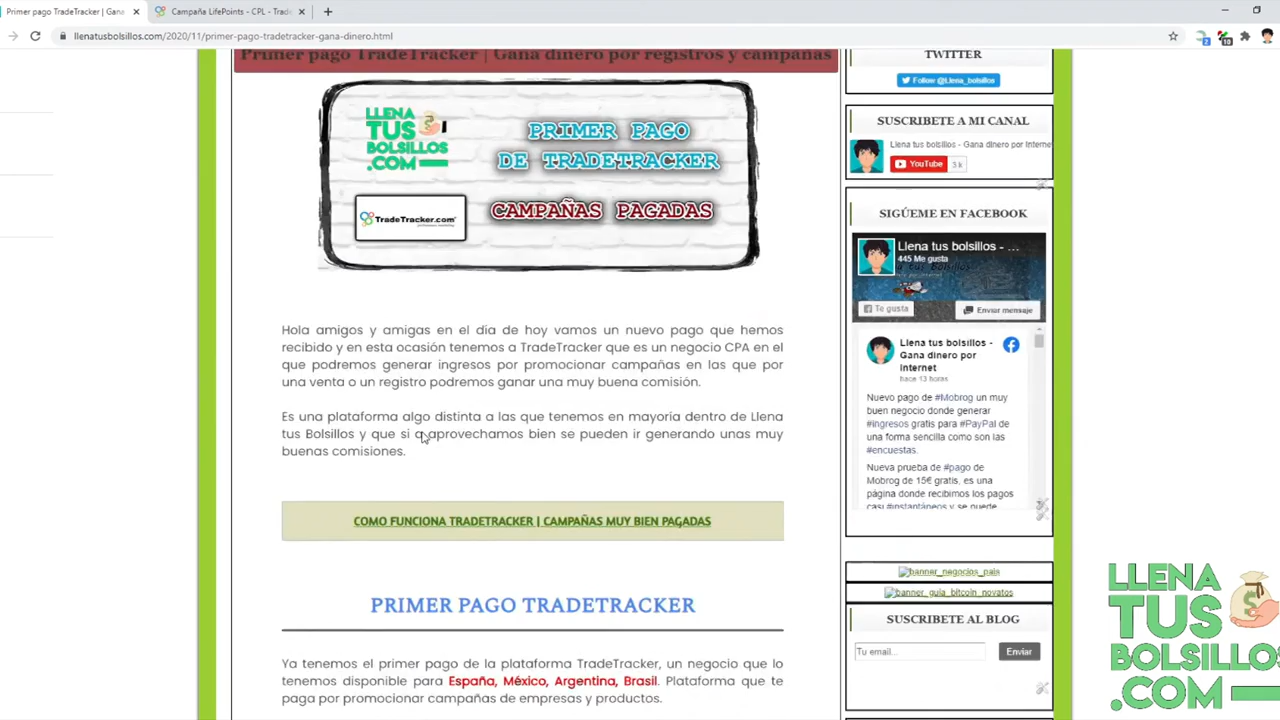 Primer pago TradeTracker | Gana
Campaña LifePoints - CPL - Trade
llenatusbolsillos.com/2020/11/primer-pago-tradetracker-gana-dinero.html
Primer pago TradeTracker | Gana dinero por registros y campañas
LLENA
TUS
BOLSILLOS
.COM
PRIMER PAGO
DE TRADETRACKER
TradeTracker.com
CAMPAÑAS PAGADAS
Hola amigos y amigas en el día de hoy vamos un nuevo pago que hemos
recibido y en esta ocasión tenemos a TradeTracker que es un negocio CPA en el
que podremos generar ingresos por promocionar campañas en las que por
una venta o un registro podremos ganar una muy buena comisión.
Es una plataforma algo distinta a las que tenemos en mayoría dentro de Llena
tus Bolsillos y que si aprovechamos bien se pueden ir generando unas muy
buenas comisiones.
COMO FUNCIONA TRADETRACKER | CAMPAÑAS MUY BIEN PAGADAS
PRIMER PAGO TRADETRACKER
Ya tenemos el primer pago de la plataforma TradeTracker, un negocio que lo
tenemos disponible para España, México, Argentina, Brasil. Plataforma que te
paga por promocionar campañas de empresas y productos.
TWITTER
Follow @Llena_bolsillos
SUSCRIBETE A MI CANAL
Llena tus bolsillos - Gana dinero por Interne
YouTube 3 k
SIGÚEME EN FACEBOOK
Llena tus bolsillos - ...
445 Me gusta
Te gusta
Enviar mensaje
Llena tus bolsillos -
Gana dinero por
Internet
hace 13 horas
Nuevo pago de #Mobrog un muy
buen negocio donde generar
#ingresos gratis para #PayPal de
una forma sencilla como son las
#encuestas.
Nueva prueba de #pago de
Mobrog de 15€ gratis, es una
página donde recibimos los pagos
casi #instantáneos y se puede
banner_negocios_pais
banner_guia_bitcoin_novatos
SUSCRIBETE AL BLOG
Tu email...
Enviar
LLENA
TUS
BOLSILLOS
.COM